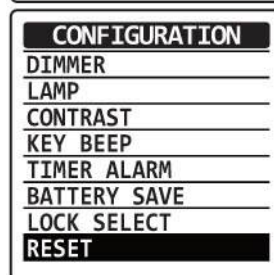 CONFIGURATION
DIMMER
LAMP
CONTRAST
KEY BEEP
TIMER ALARM
BATTERY SAVE
LOCK SELECT
RESET